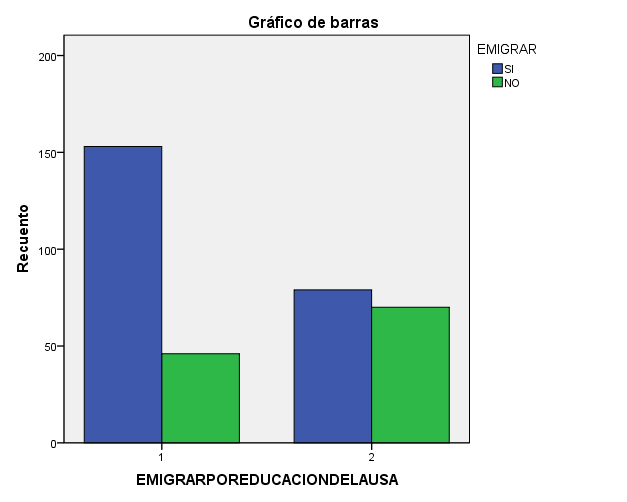 Gráfico de barras
EMIGRAR
SI
NO
200
150
100
50
0
Recuento
1
2
EMIGRARPOREDUCACIONDELAUSA